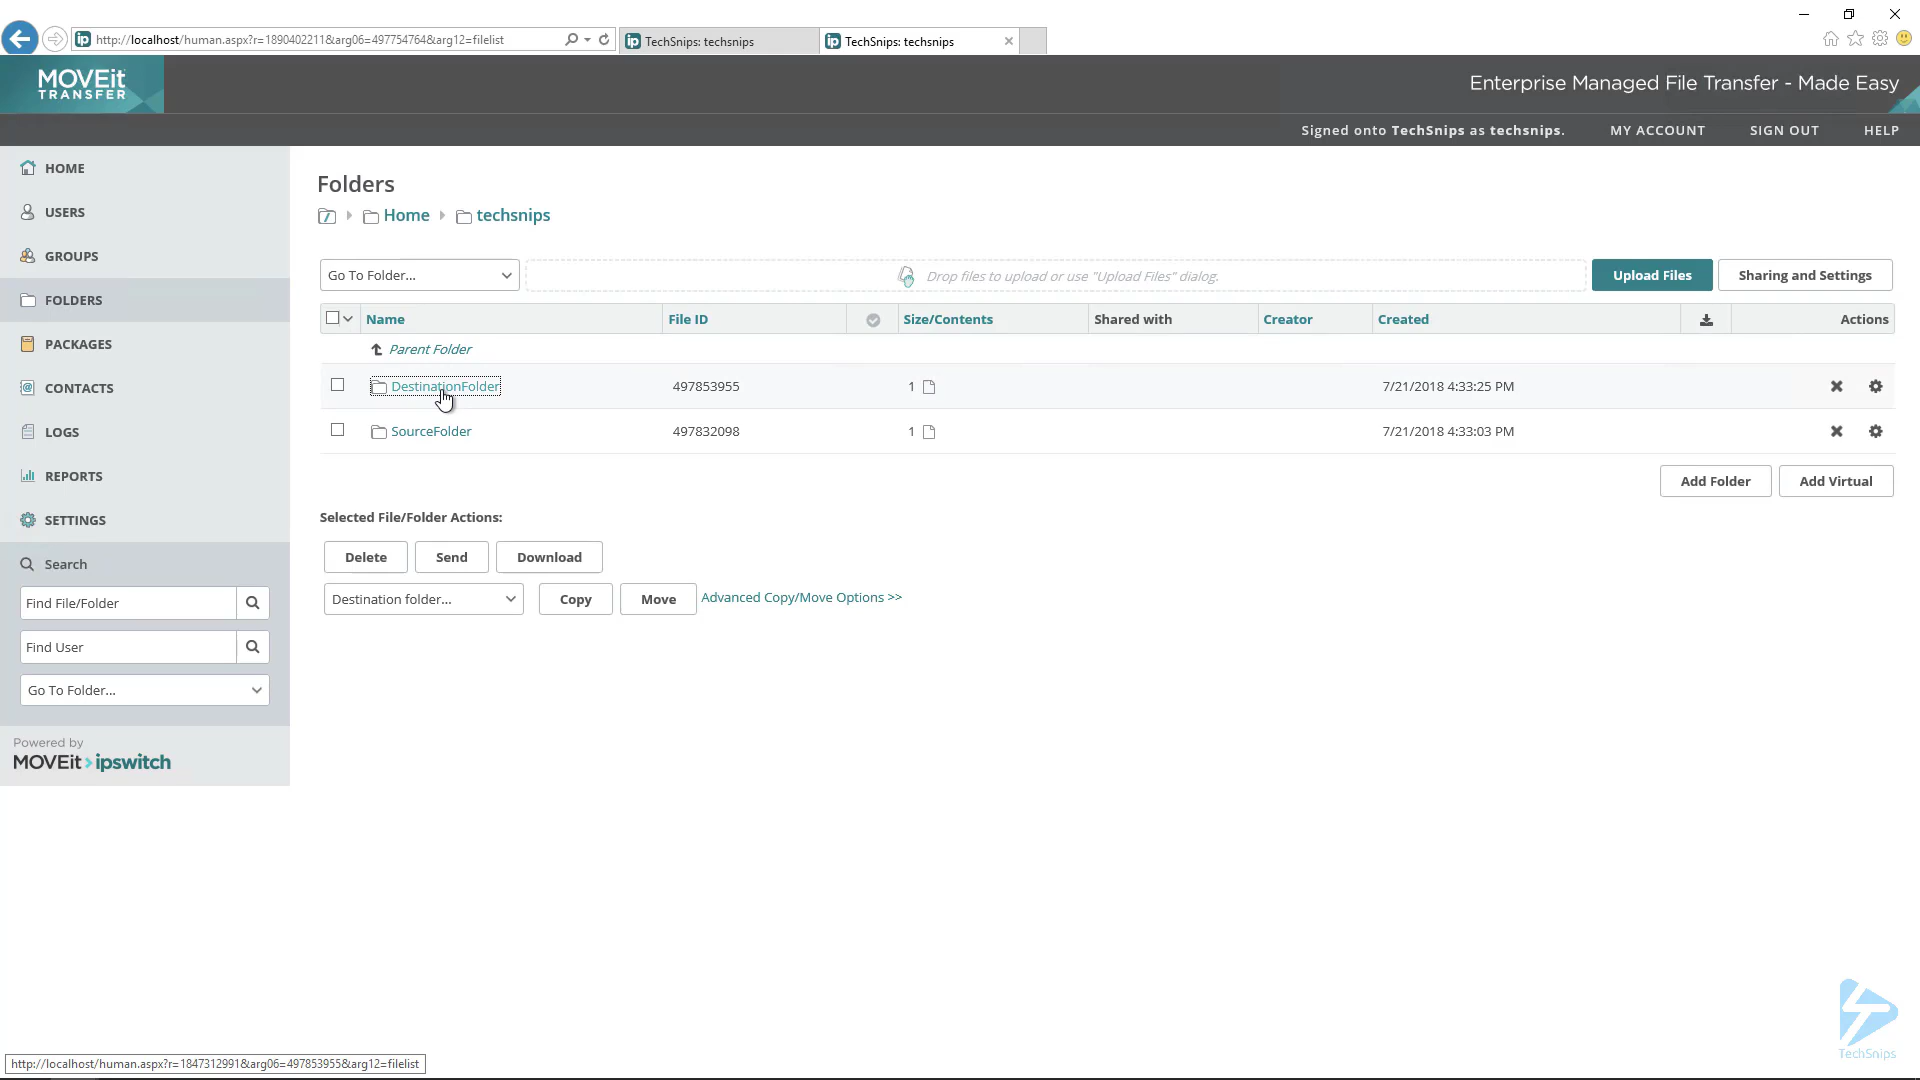 http://localhost/human.aspx?r=1890402211&arg06=497754764&arg12=filelist
TechSnips: techsnips
TechSnips: techsnips
MOVEit
TRANSFER
Enterprise Managed File Transfer - Made Easy
Signed onto TechSnips as techsnips.
MY ACCOUNT
SIGN OUT
HELP
HOME
USERS
GROUPS
FOLDERS
PACKAGES
CONTACTS
LOGS
REPORTS
SETTINGS
Search
Find File/Folder
Find User
Go To Folder...
Powered by
MOVEit ipswitch
Folders
Home techsnips
Go To Folder...
Drop files to upload or use "Upload Files" dialog.
Upload Files
Sharing and Settings
Name File ID Size/Contents Shared with Creator Created Actions
Parent Folder
DestinationFolder 497853955 1 7/21/2018 4:33:25 PM
SourceFolder 497832098 1 7/21/2018 4:33:03 PM
Add Folder
Add Virtual
Selected File/Folder Actions:
Delete
Send
Download
Destination folder...
Copy
Move
Advanced Copy/Move Options >>
TechSnips
http://localhost/human.aspx?r=1847312991&arg06=497853955&arg12=filelist